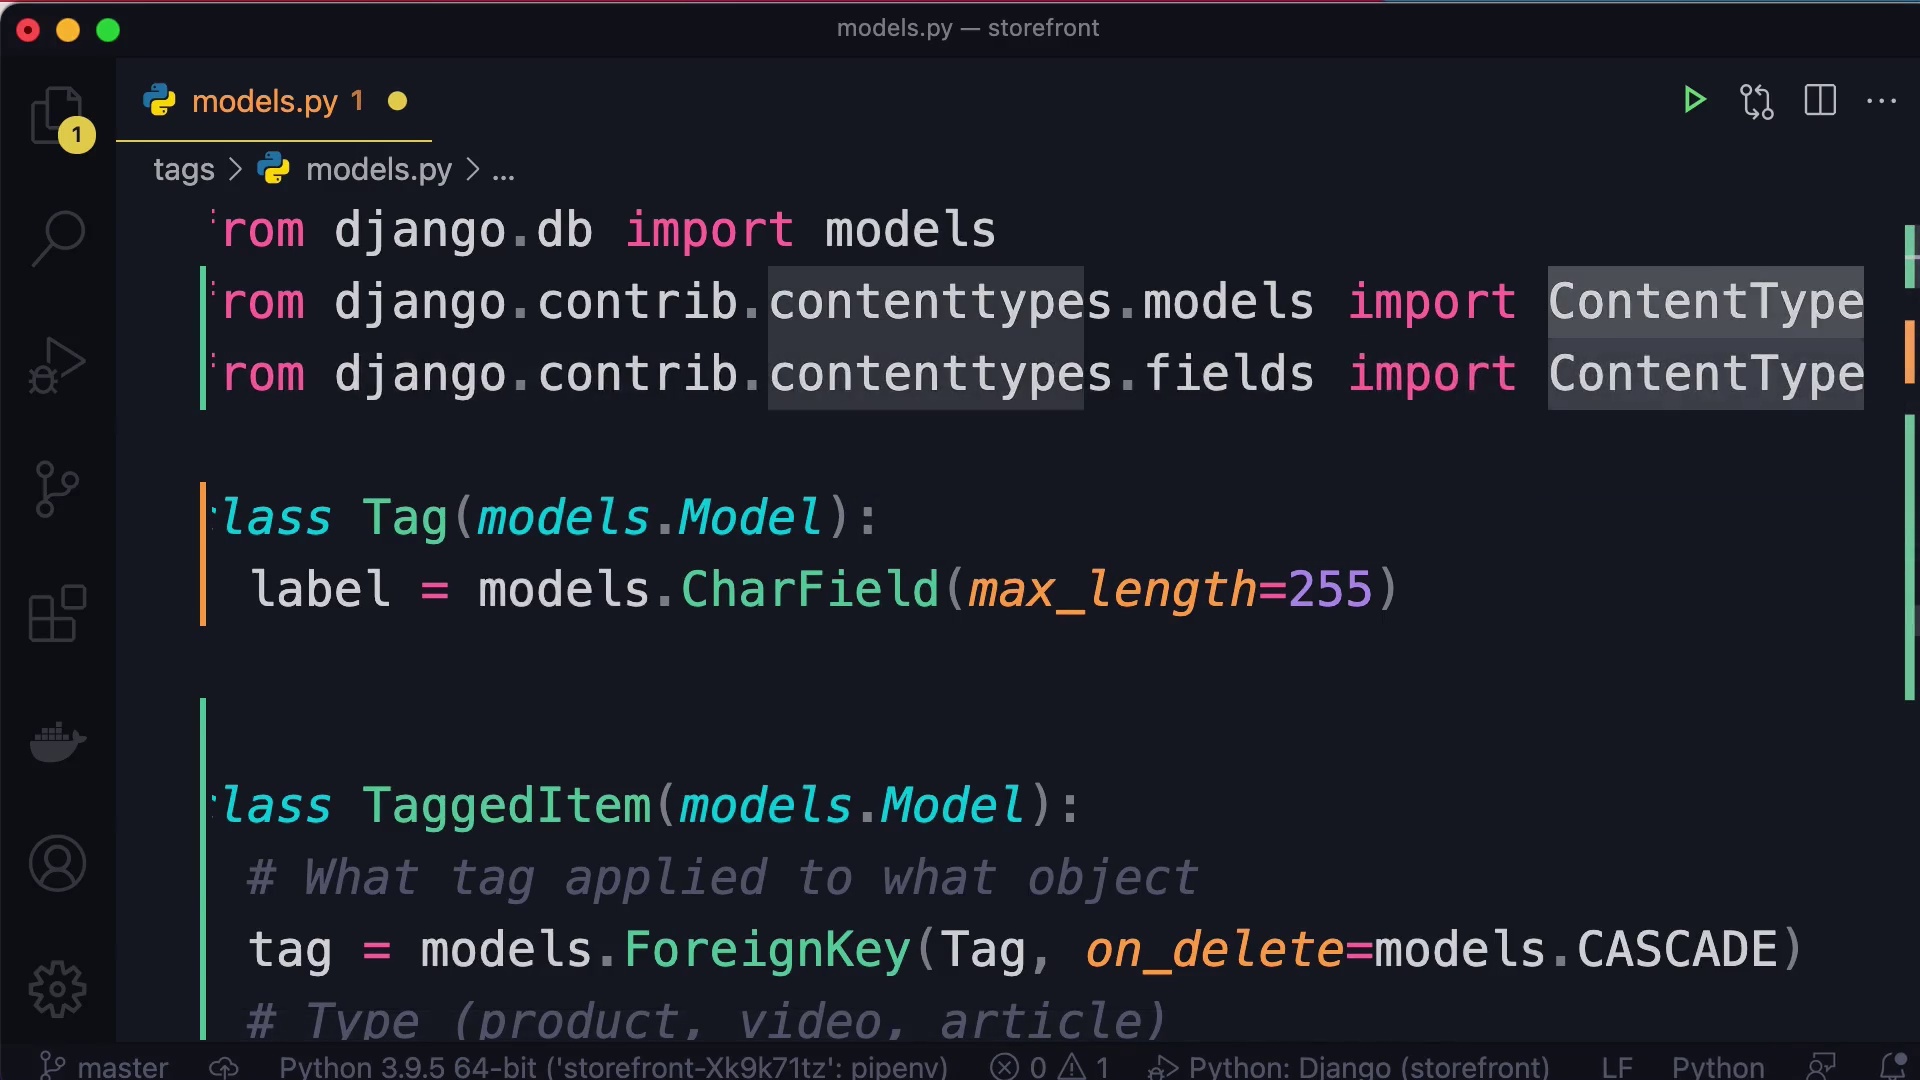 models.py — storefront
models.py 1
1
tags > models.py > ...
rom django.db import models
rom django.contrib.contenttypes.models import ContentType
rom django.contrib.contenttypes.fields import ContentType
lass Tag(models.Model):
label = models.CharField(max_length=255)
lass TaggedItem(models.Model):
# What tag applied to what object
tag = models.ForeignKey(Tag, on_delete=models.CASCADE)
# Type (product, video, article)
master Python 3.9.5 64-bit ('storefront-Xk9k71tz': pipenv) 0 1 Python: Django (storefront) LF Python